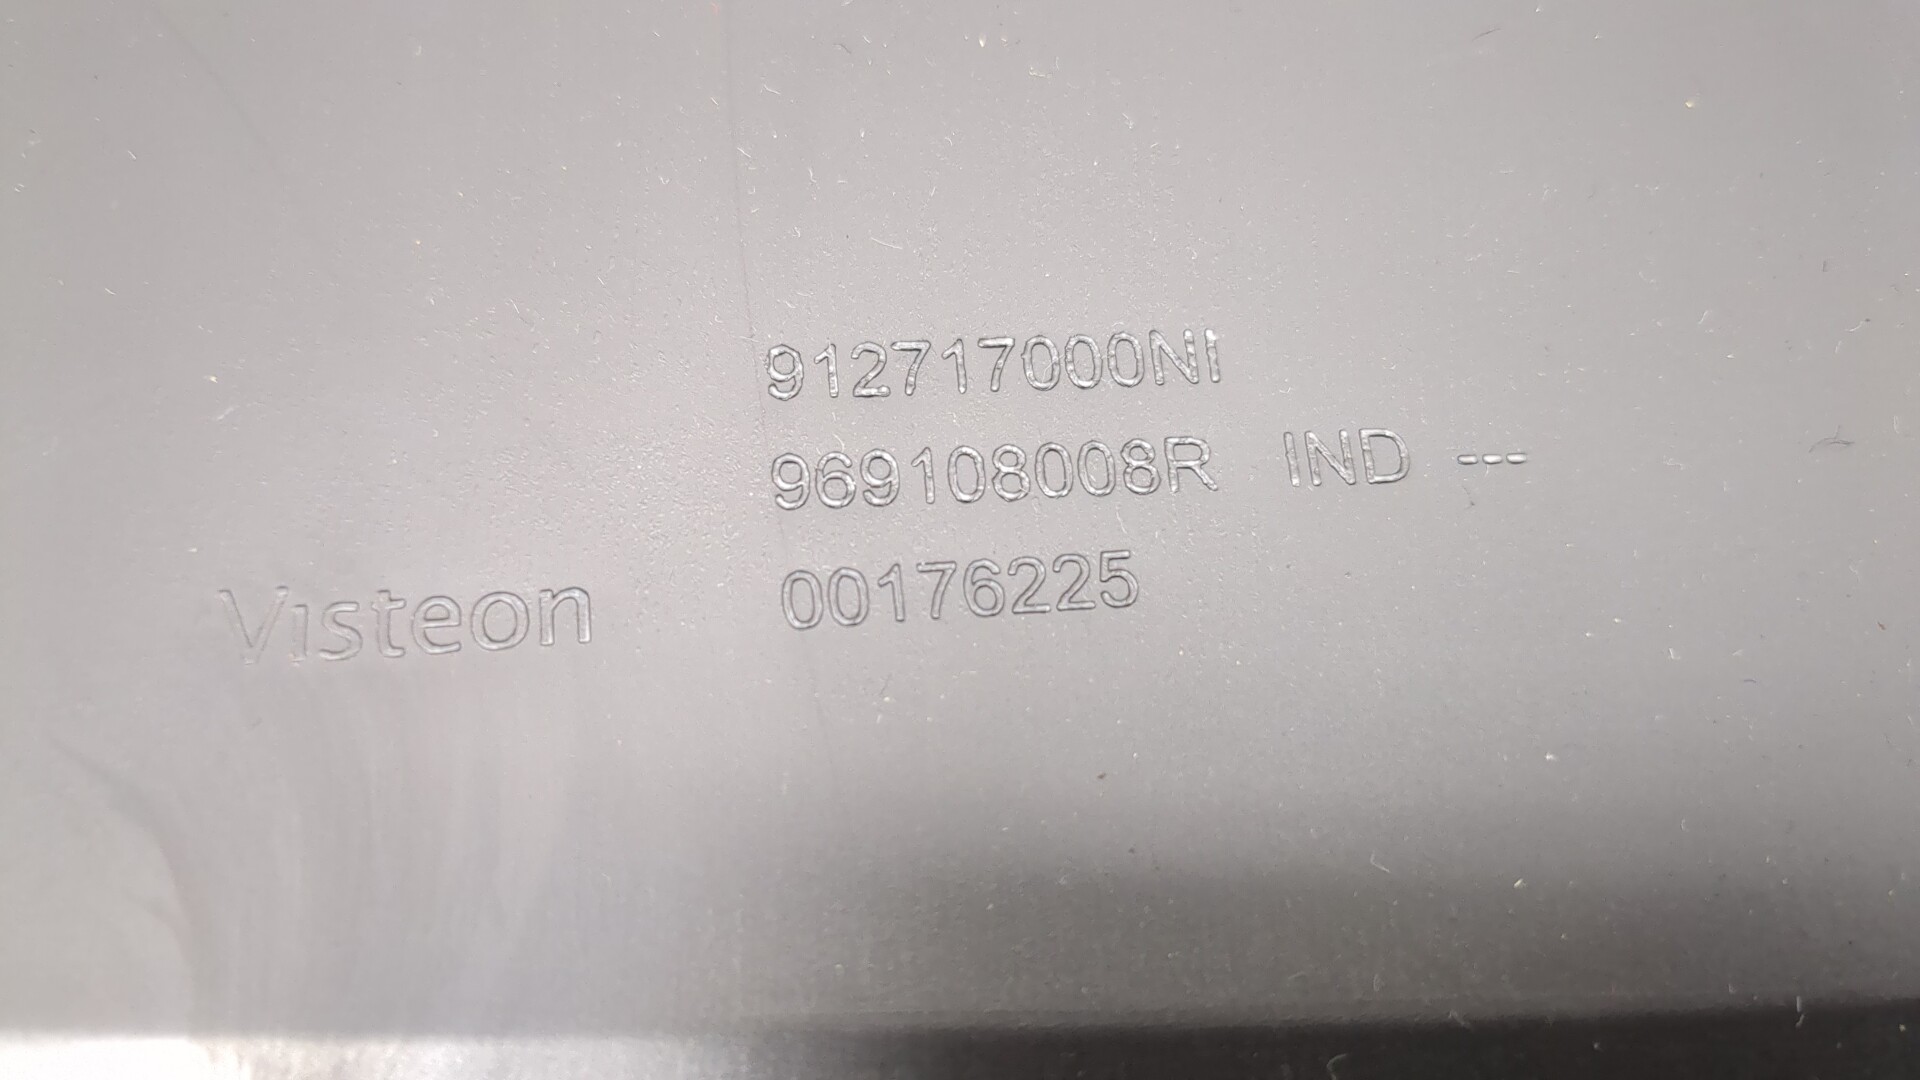 912717000NI
969108008R IND ---
Visteon 00176225